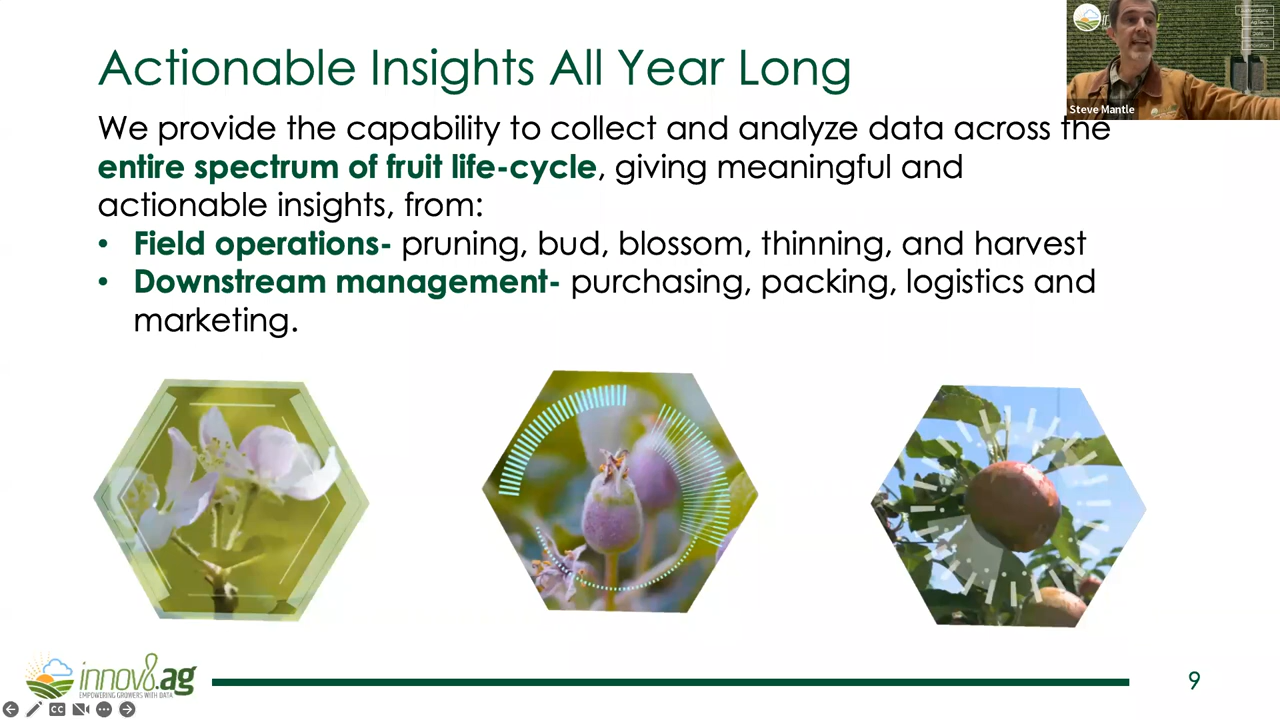 Actionable Insights All Year Long
Steve Mantle
We provide the capability to collect and analyze data across the
entire spectrum of fruit life-cycle, giving meaningful and
actionable insights, from:
• Field operations- pruning, bud, blossom, thinning, and harvest
• Downstream management- purchasing, packing, logistics and
marketing.
innov8.ag
EMPOWERING GROWERS WITH DATA
9
CC